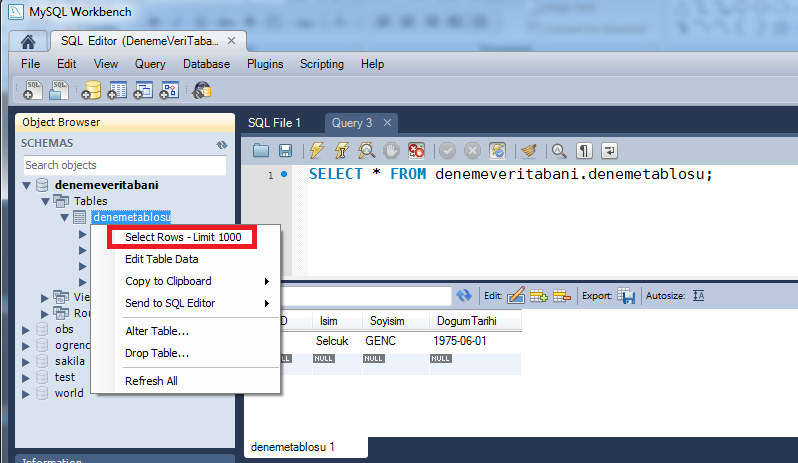 MySQL Workbench
SQL Editor (DenemeVeriTaba...
File Edit View Query Database Plugins Scripting Help
Object Browser
SCHEMAS
Search objects
denemeveritabani
Tables
denemetablosu
Select Rows - Limit 1000
Edit Table Data
Copy to Clipboard
Send to SQL Editor
Alter Table...
Drop Table...
Refresh All
Vie
Rou
obs
ogrenc
sakila
test
world
Information
SQL File 1 Query 3
1 SELECT * FROM denemeveritabani.denemetablosu;
Edit: Export: Autosize:
D Isim Soyisim DogumTarihi
Selcuk GENC 1975-06-01
NULL NULL NULL
denemetablosu 1